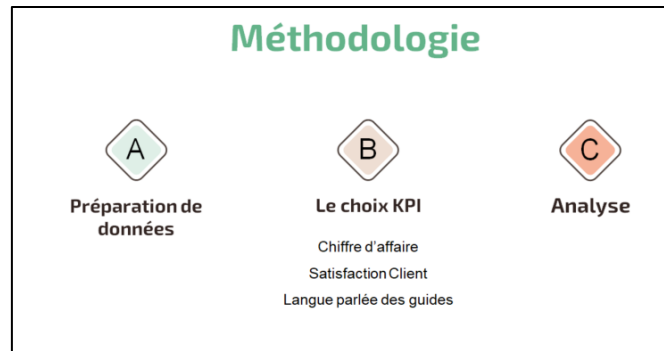 Méthodologie
A
B
C
Préparation de
données
Le choix KPI
Analyse
Chiffre d'affaire
Satisfaction Client
Langue parlée des guides